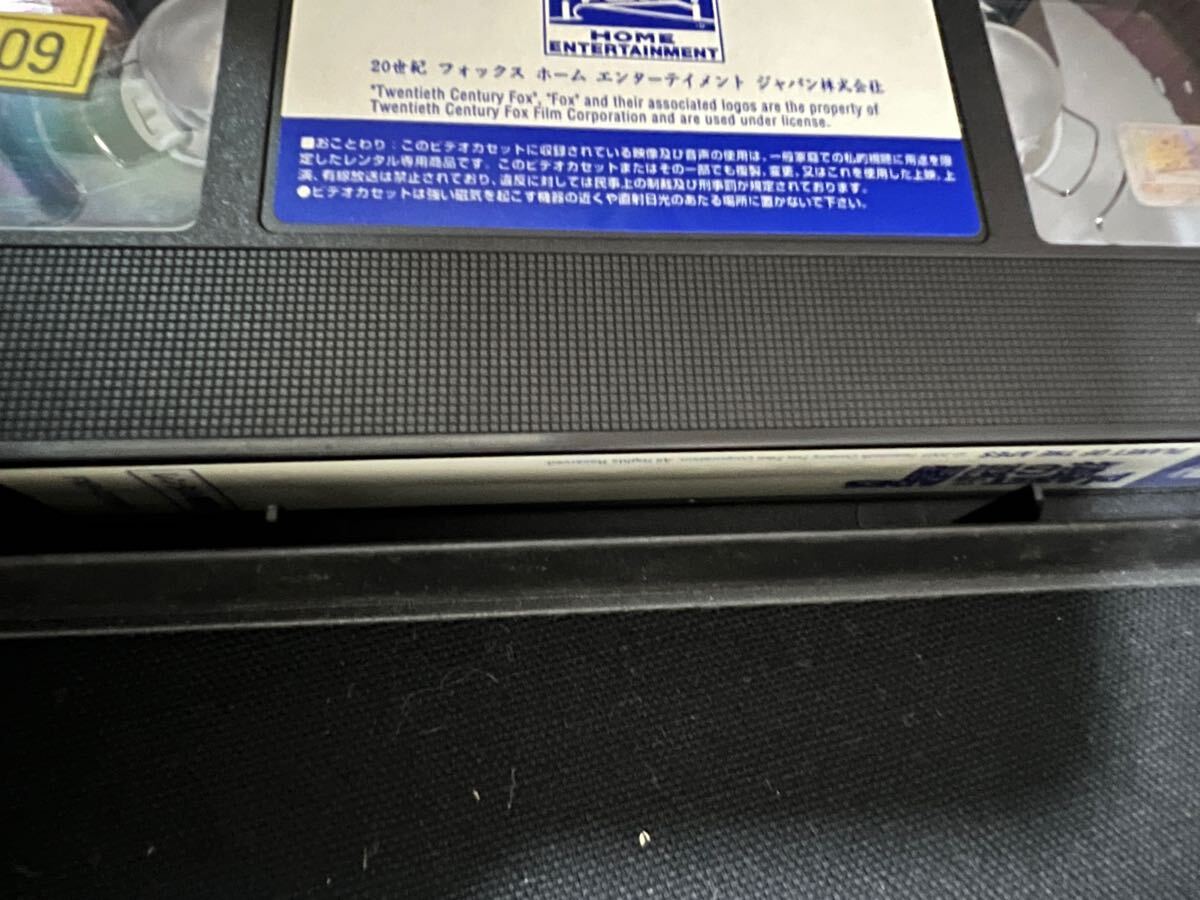 09
HOME
ENTERTAINMENT
20世紀 フォックス ホーム エンターテイメント ジャパン株式会社
"Twentieth Century Fox", "Fox" and their associated logos are the property of
Twentieth Century Fox Film Corporation and are used under license.
■おことわり：このビデオカセットに収録されている映像及び音声の使用は、一般家庭での私的視聴に用途を限
定したレンタル専用商品です。このビデオカセットまたはその一部でも複製、変更、又はこれを使用した上映、上
演、有線放送は禁止されており、違反に対しては民事上の制裁及び刑事罰が規定されております。
●ビデオカセットは強い磁気を起こす機器の近くや直射日光のあたる場所に置かないで下さい。
PLANET OF THE APES
All Rights Reserved